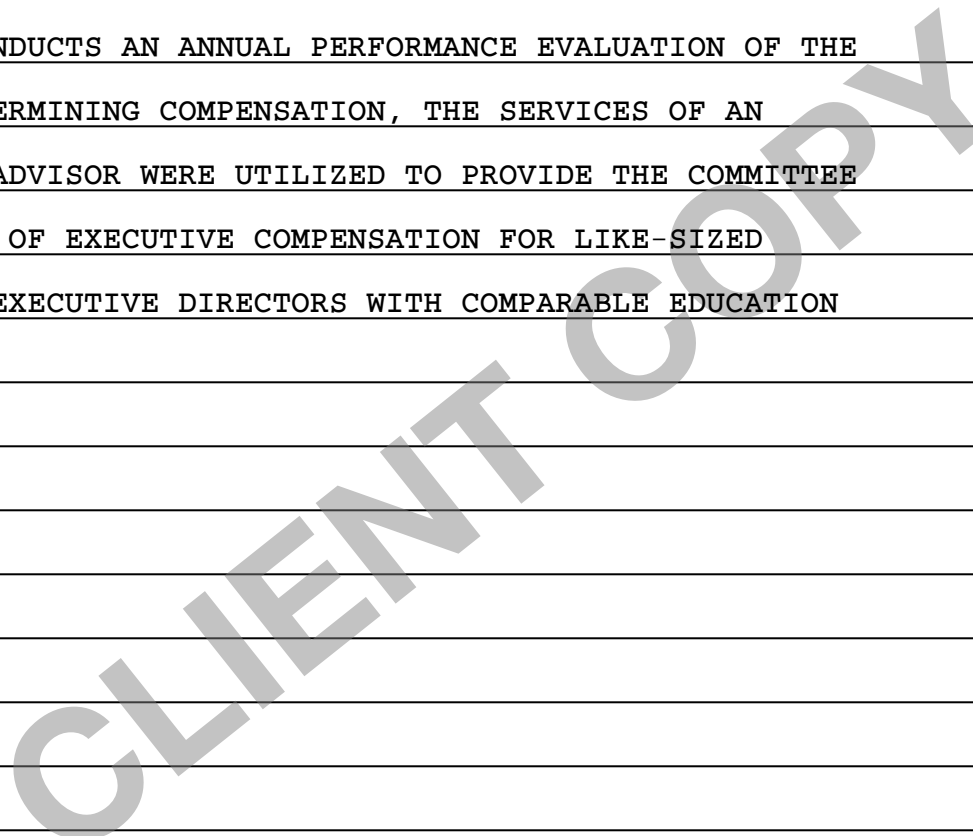 NDUCTS AN ANNUAL PERFORMANCE EVALUATION OF THE
ERMINING COMPENSATION, THE SERVICES OF AN
ADVISOR WERE UTILIZED TO PROVIDE THE COMMITTEE
OF EXECUTIVE COMPENSATION FOR LIKE-SIZED
EXECUTIVE DIRECTORS WITH COMPARABLE EDUCATION
CLIENT COPY